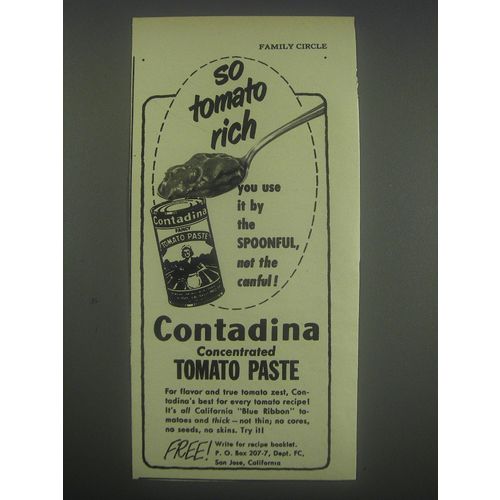 FAMILY CIRCLE
so
tomato
rich
you use
it by
the
SPOONFUL,
not the
canful!
Contadina
FANCY
TOMATO PASTE
Contadina
Concentrated
TOMATO PASTE
For flavor and true tomato zest, Con-
tadina's best for every tomato recipe!
It's all California "Blue Ribbon" to-
matoes and thick – not thin; no cores,
no seeds, no skins. Try it!
FREE! Write for recipe booklet.
P. O. Box 207-7, Dept. FC,
San Jose, California